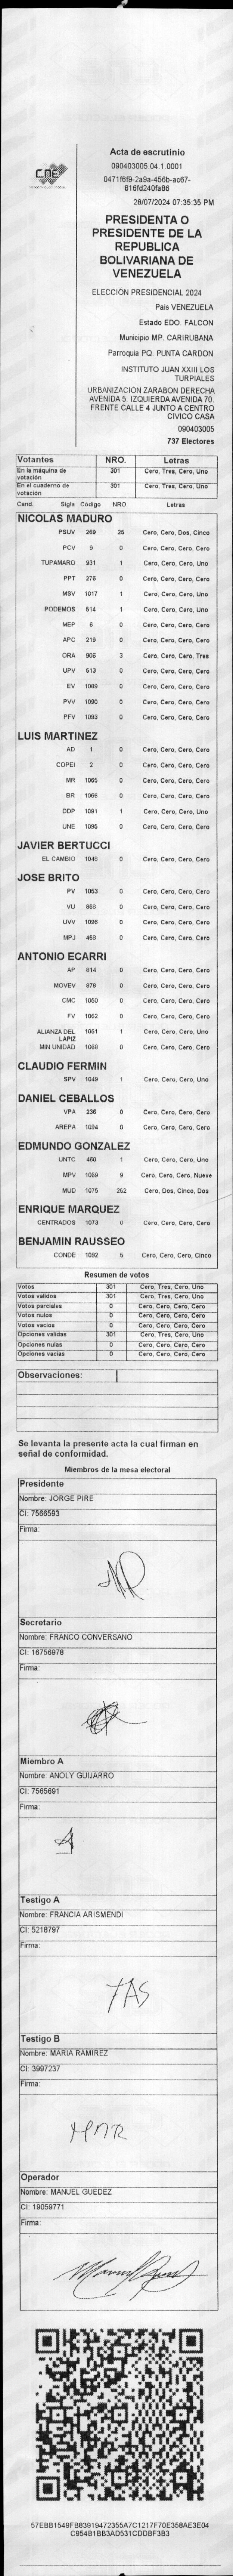 CNE
Acta de escrutinio
090403005.04.1.0001
0471f6f9-2a9a-456b-ac67-
816fd240fa86
28/07/2024 07:35:35 PM
PRESIDENTA O
PRESIDENTE DE LA
REPUBLICA
BOLIVARIANA DE
VENEZUELA
ELECCIÓN PRESIDENCIAL 2024
País VENEZUELA
Estado EDO. FALCON
Municipio MP. CARIRUBANA
Parroquia PQ. PUNTA CARDON
INSTITUTO JUAN XXIII LOS
TURPIALES
URBANIZACION ZARABON DERECHA
AVENIDA 5. IZQUIERDA AVENIDA 70.
FRENTE CALLE 4 JUNTO A CENTRO
CIVICO CASA
090403005
737 Electores
Votantes NRO. Letras
En la máquina de votación 301 Cero, Tres, Cero, Uno
En el cuaderno de votación 301 Cero, Tres, Cero, Uno
Cand. Sigla Código NRO. Letras
NICOLAS MADURO
PSUV 269 25 Cero, Cero, Dos, Cinco
PCV 9 0 Cero, Cero, Cero, Cero
TUPAMARO 931 1 Cero, Cero, Cero, Uno
PPT 276 0 Cero, Cero, Cero, Cero
MSV 1017 1 Cero, Cero, Cero, Uno
PODEMOS 514 1 Cero, Cero, Cero, Uno
MEP 6 0 Cero, Cero, Cero, Cero
APC 219 0 Cero, Cero, Cero, Cero
ORA 906 3 Cero, Cero, Cero, Tres
UPV 513 0 Cero, Cero, Cero, Cero
EV 1089 0 Cero, Cero, Cero, Cero
PVV 1090 0 Cero, Cero, Cero, Cero
PFV 1093 0 Cero, Cero, Cero, Cero
LUIS MARTINEZ
AD 1 0 Cero, Cero, Cero, Cero
COPEI 2 0 Cero, Cero, Cero, Cero
MR 1065 0 Cero, Cero, Cero, Cero
BR 1066 0 Cero, Cero, Cero, Cero
DDP 1091 1 Cero, Cero, Cero, Uno
UNE 1095 0 Cero, Cero, Cero, Cero
JAVIER BERTUCCI
EL CAMBIO 1048 0 Cero, Cero, Cero, Cero
JOSE BRITO
PV 1053 0 Cero, Cero, Cero, Cero
VU 868 0 Cero, Cero, Cero, Cero
UVV 1096 0 Cero, Cero, Cero, Cero
MPJ 458 0 Cero, Cero, Cero, Cero
ANTONIO ECARRI
AP 814 0 Cero, Cero, Cero, Cero
MOVEV 978 0 Cero, Cero, Cero, Cero
CMC 1050 0 Cero, Cero, Cero, Cero
FV 1062 0 Cero, Cero, Cero, Cero
ALIANZA DEL LAPIZ 1051 1 Cero, Cero, Cero, Uno
MIN UNIDAD 1068 0 Cero, Cero, Cero, Cero
CLAUDIO FERMIN
SPV 1049 1 Cero, Cero, Cero, Uno
DANIEL CEBALLOS
VPA 236 0 Cero, Cero, Cero, Cero
AREPA 1094 0 Cero, Cero, Cero, Cero
EDMUNDO GONZALEZ
UNTC 460 1 Cero, Cero, Cero, Uno
MPV 1069 9 Cero, Cero, Cero, Nueve
MUD 1075 252 Cero, Dos, Cinco, Dos
ENRIQUE MARQUEZ
CENTRADOS 1073 0 Cero, Cero, Cero, Cero
BENJAMIN RAUSSEO
CONDE 1092 5 Cero, Cero, Cero, Cinco
Resumen de votos
Votos 301 Cero, Tres, Cero, Uno
Votos validos 301 Cero, Tres, Cero, Uno
Votos parciales 0 Cero, Cero, Cero, Cero
Votos nulos 0 Cero, Cero, Cero, Cero
Votos vacios 0 Cero, Cero, Cero, Cero
Opciones validas 301 Cero, Tres, Cero, Uno
Opciones nulas 0 Cero, Cero, Cero, Cero
Opciones vacias 0 Cero, Cero, Cero, Cero
Observaciones:
Se levanta la presente acta la cual firman en
señal de conformidad.
Miembros de la mesa electoral
Presidente
Nombre: JORGE PIRE
CI: 7566593
Firma:
Secretario
Nombre: FRANCO CONVERSANO
CI: 16756978
Firma:
Miembro A
Nombre: ANOLY GUIJARRO
CI: 7565691
Firma:
Testigo A
Nombre: FRANCIA ARISMENDI
CI: 5218797
Firma:
Testigo B
Nombre: MARIA RAMIREZ
CI: 3997237
Firma:
Operador
Nombre: MANUEL GUEDEZ
CI: 19059771
Firma:
57EBB1549FB83919472355A7C1217F70E358AE3E04
C954B1BB3AD531CDDBF3B3